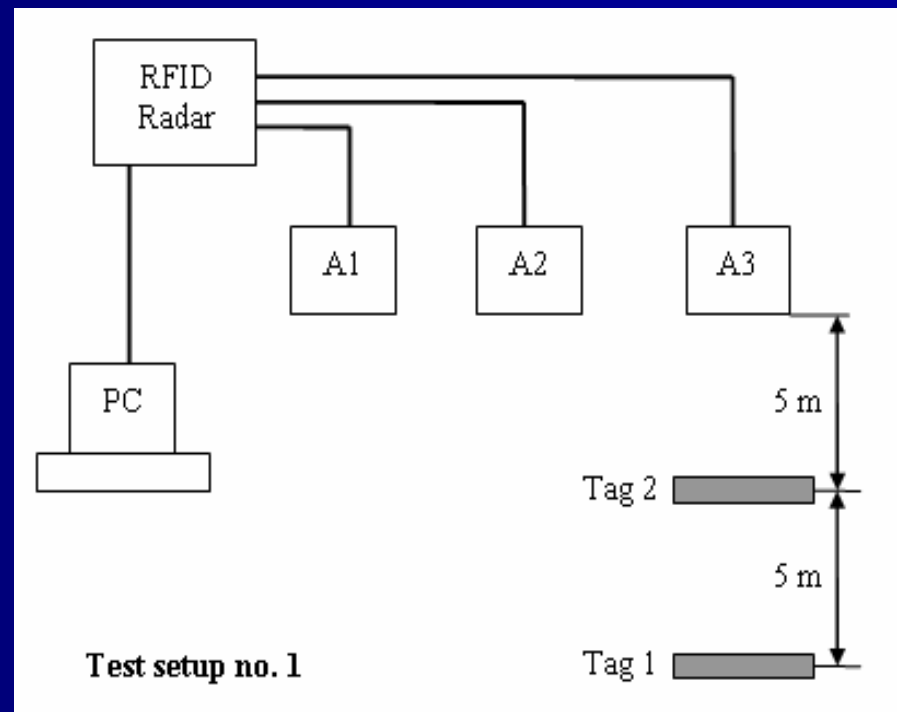 RFID
Radar
A1
A2
A3
PC
5 m
Tag 2
5 m
Test setup no. 1
Tag 1